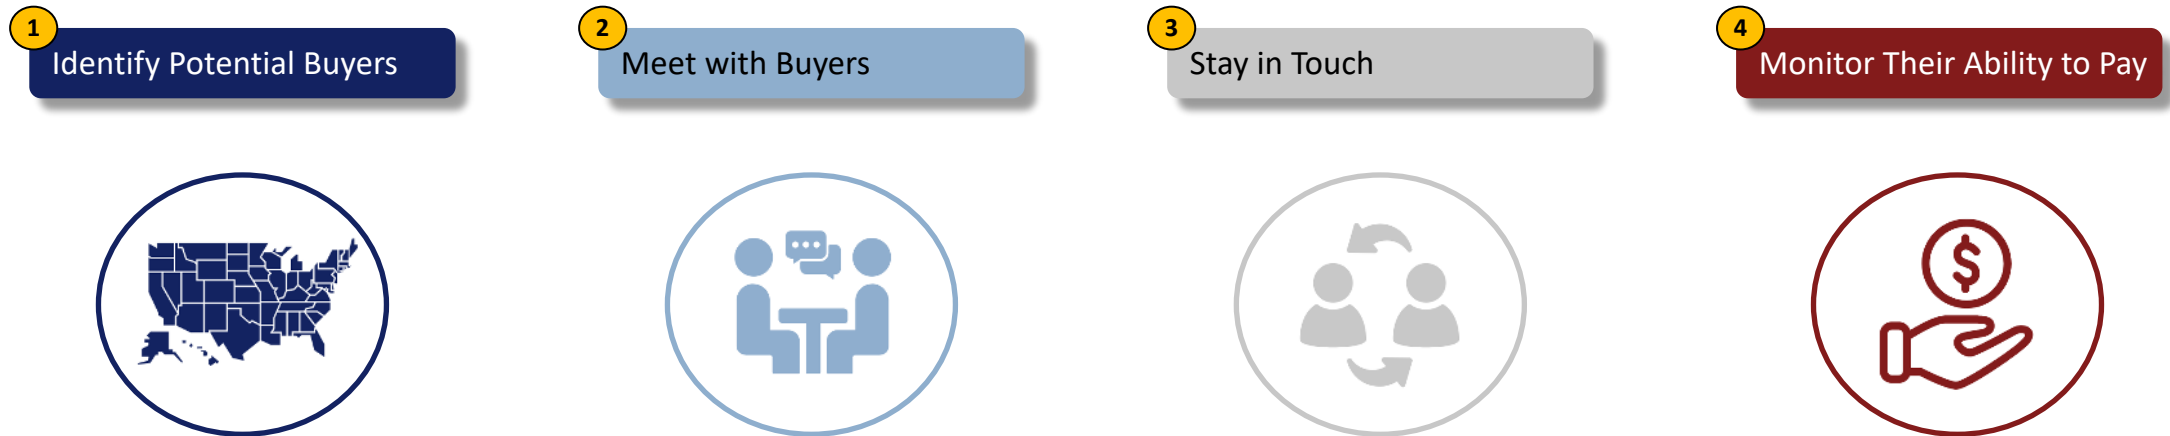 1
Identify Potential Buyers
2
Meet with Buyers
3
Stay in Touch
4
Monitor Their Ability to Pay
$